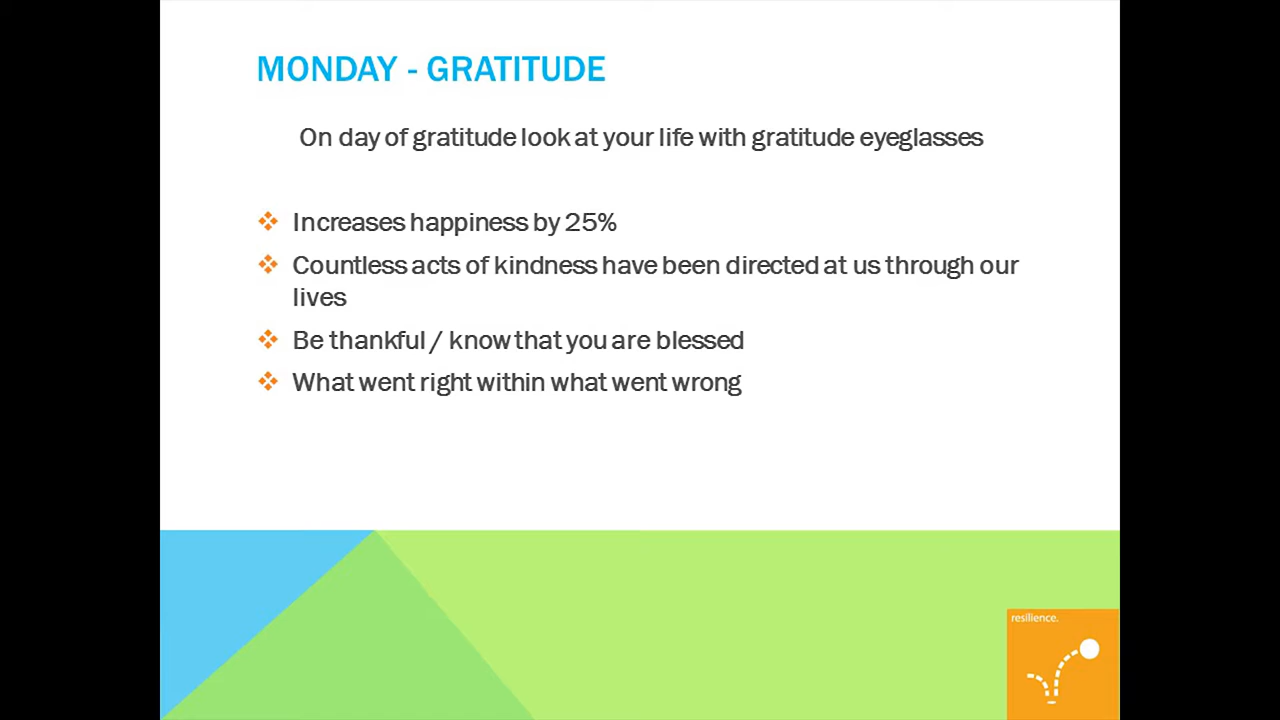 MONDAY - GRATITUDE
On day of gratitude look at your life with gratitude eyeglasses
Increases happiness by 25%
Countless acts of kindness have been directed at us through our
lives
Be thankful / know that you are blessed
What went right within what went wrong
resilience.